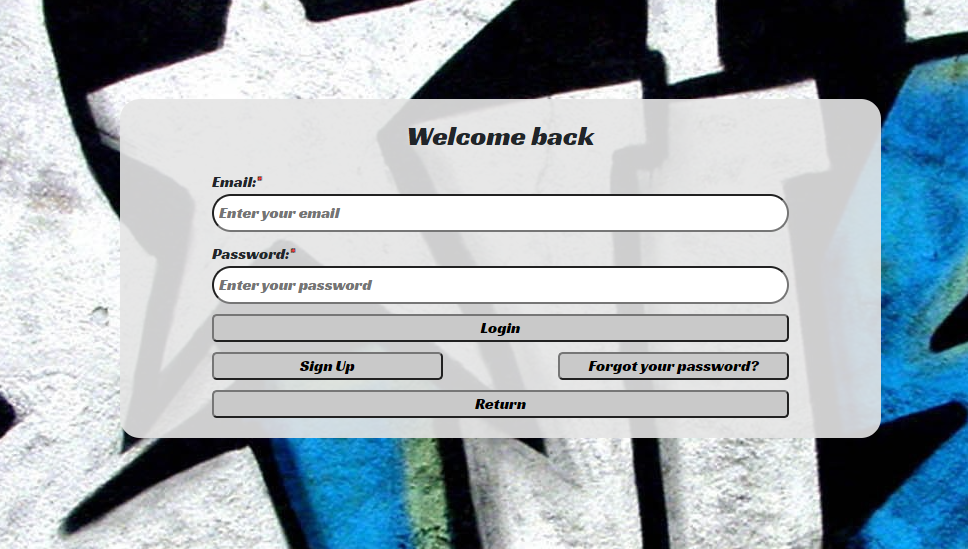 Welcome back
Email:*
Enter your email
Password:*
Enter your password
Login
Sign Up
Forgot your password?
Return